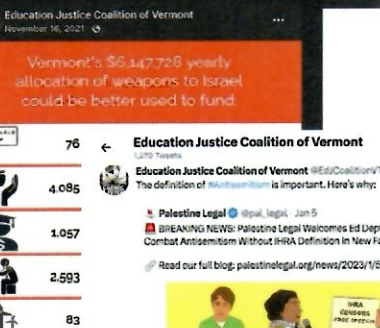 Education Justice Coalition of Vermont
November 16, 2021
Vermont's $6,147,728 yearly
allocation of weapons to Israel
could be better used to fund:
76
4,085
1,057
2,593
83
Education Justice Coalition of Vermont
1,270 Tweets
Education Justice Coalition of Vermont @EdJCoalitionVT
The definition of #Antisemitism is important. Here's why:
Palestine Legal @pal_legal Jan 5
BREAKING NEWS: Palestine Legal Welcomes Ed Dept
Combat Antisemitism Without IHRA Definition In New Fa
Read our full blog: palestinelegal.org/news/2023/1/5
IHRA
CENSORS
FREE SPEECH